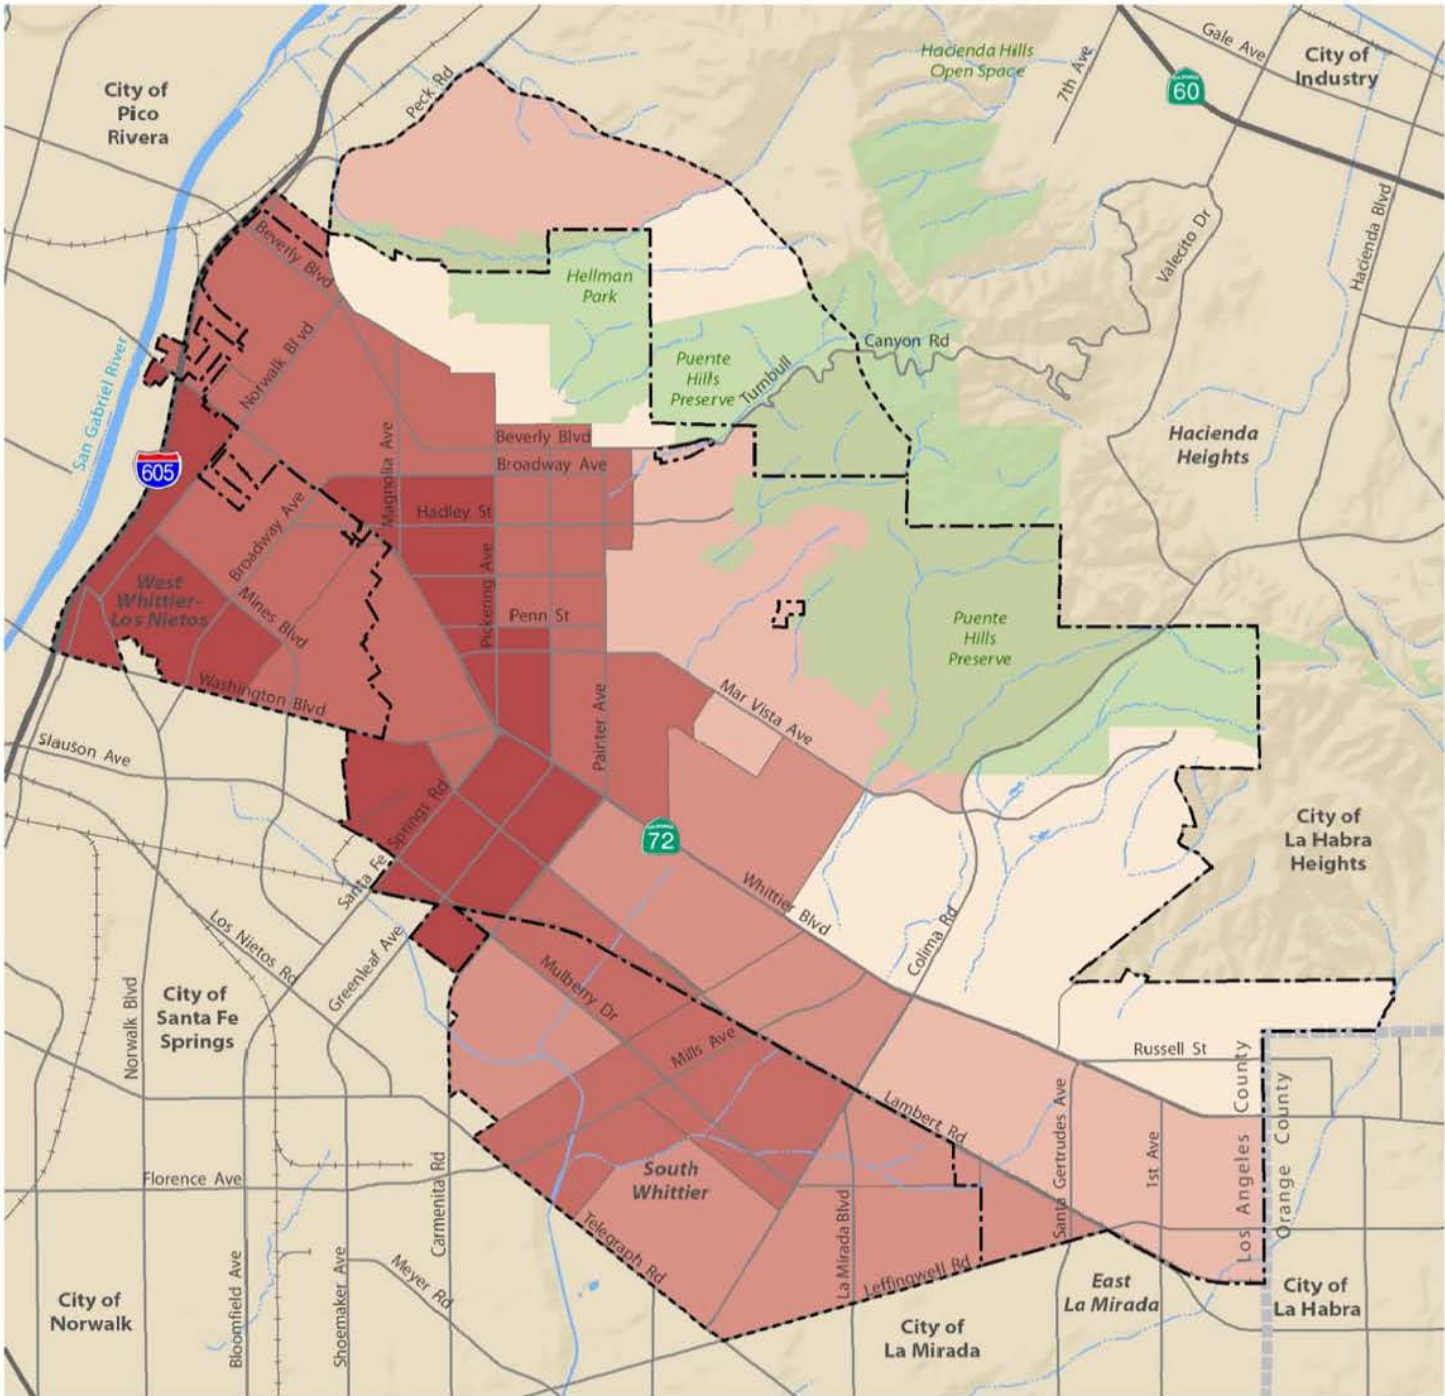 Hacienda Hills
Open Space
Gale Ave
City of
Industry
7th Ave
60
City of
Pico
Rivera
Peck Rd
Hacienda Blvd
Valecito Dr
Beverly Blvd
Hellman
Park
Norwalk Blvd
San Gabriel River
Canyon Rd
Turnbull
Puente
Hills
Preserve
605
Magnolia Ave
Beverly Blvd
Broadway Ave
Hacienda
Heights
Hadley St
Broadway Ave
West
Whittier-
Los Nietos
Mines Blvd
Pickering Ave
Penn St
Puente
Hills
Preserve
Washington Blvd
Painter Ave
Mar Vista Ave
Slauson Ave
Santa Fe Springs Rd
CALIFORNIA
72
City of
La Habra
Heights
Whittier Blvd
Los Nietos Rd
Greenleaf Ave
Colima Rd
Mulberry Dr
Norwalk Blvd
City of
Santa Fe
Springs
Mills Ave
Russell St
Lambert Rd
Santa Gertrudes Ave
1st Ave
Los Angeles County
Orange County
Florence Ave
Carmenita Rd
South
Whittier
Telegraph Rd
La Mirada Blvd
Leffingwell Rd
City of
Norwalk
Bloomfield Ave
Shoemaker Ave
Meyer Rd
East
La Mirada
City of
La Habra
City of
La Mirada